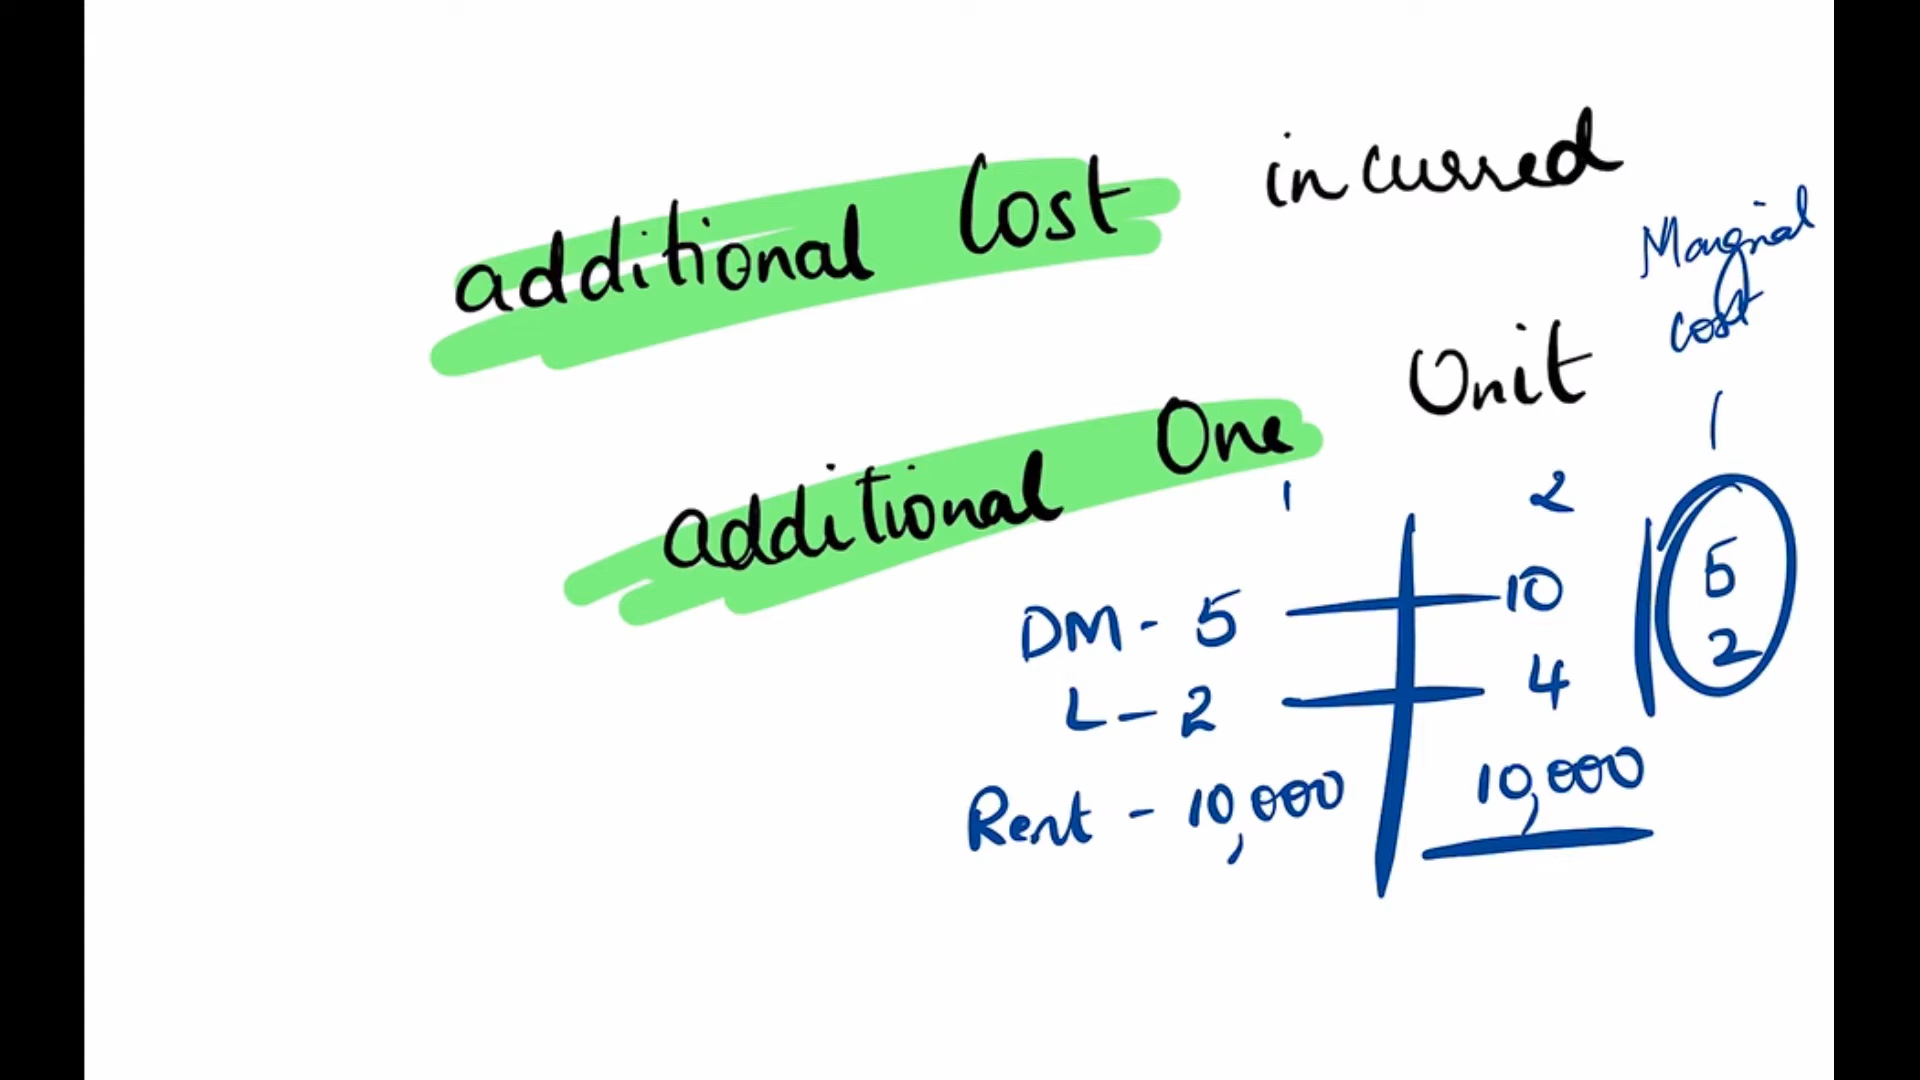 additional Cost incurred
Marginal
cost
additional One Unit
1 2
DM - 5 10 5
L - 2 4 2
Rent - 10,000 10,000